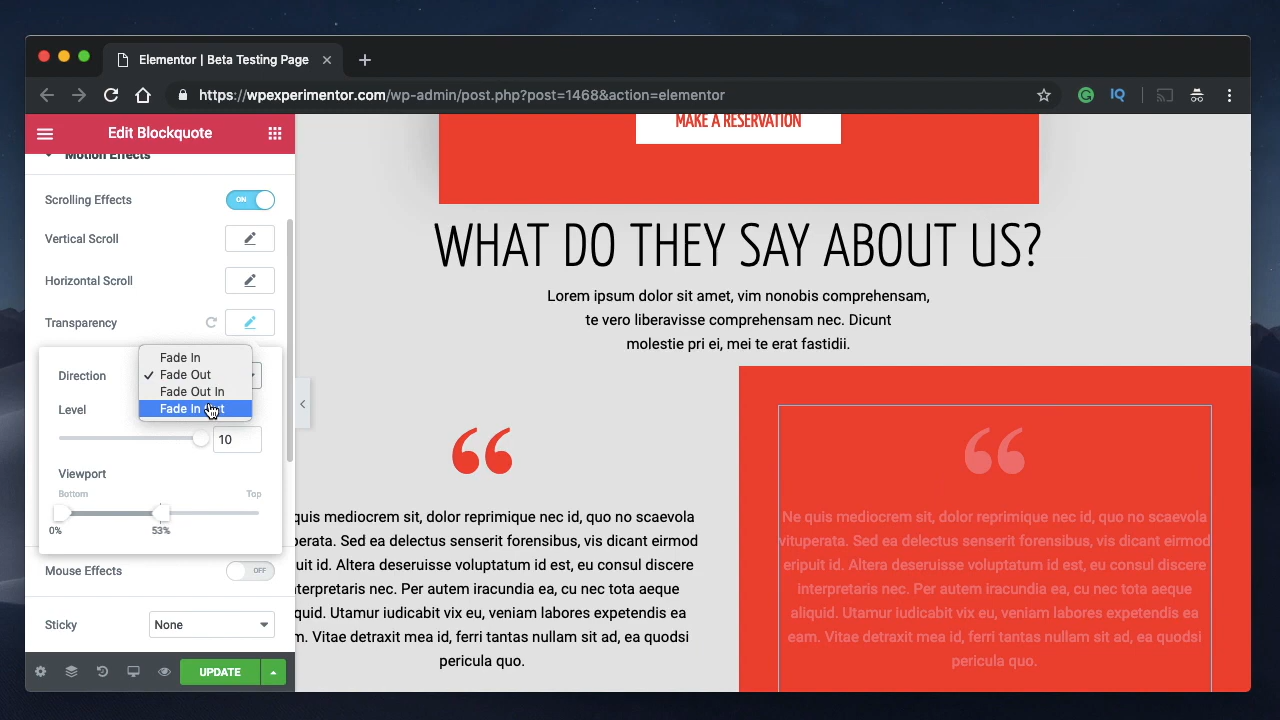 Elementor | Beta Testing Page
https://wpexperimentor.com/wp-admin/post.php?post=1468&action=elementor
IQ
Edit Blockquote
Motion Effects
Scrolling Effects
ON
Vertical Scroll
Horizontal Scroll
Transparency
Direction
Fade In
Fade Out
Fade Out In
Fade In
Level
10
Viewport
Bottom
Top
0%
53%
Mouse Effects
OFF
Sticky
None
UPDATE
MAKE A RESERVATION
WHAT DO THEY SAY ABOUT US?
Lorem ipsum dolor sit amet, vim nonobis comprehensam,
te vero liberavisse comprehensam nec. Dicunt
molestie pri ei, mei te erat fastidii.
quis mediocrem sit, dolor reprimique nec id, quo no scaevola
Sed ea delectus senserit forensibus, vis dicant eirmod
id. Altera deseruisse voluptatum id est, eu consul discere
nec. Per autem iracundia ea, cu nec tota aeque
Utamur iudicabit vix eu, veniam labores expetendis ea
Vitae detraxit mea id, ferri tantas nullam sit ad, ea quodsi
pericula quo.
Ne quis mediocrem sit, dolor reprimique nec id, quo no scaevola
vituperata. Sed ea delectus senserit forensibus, vis dicant eirmod
eripuit id. Altera deseruisse voluptatum id est, eu consul discere
interpretaris nec. Per autem iracundia ea, cu nec tota aeque
aliquid. Utamur iudicabit vix eu, veniam labores expetendis ea
eam. Vitae detraxit mea id, ferri tantas nullam sit ad, ea quodsi
pericula quo.